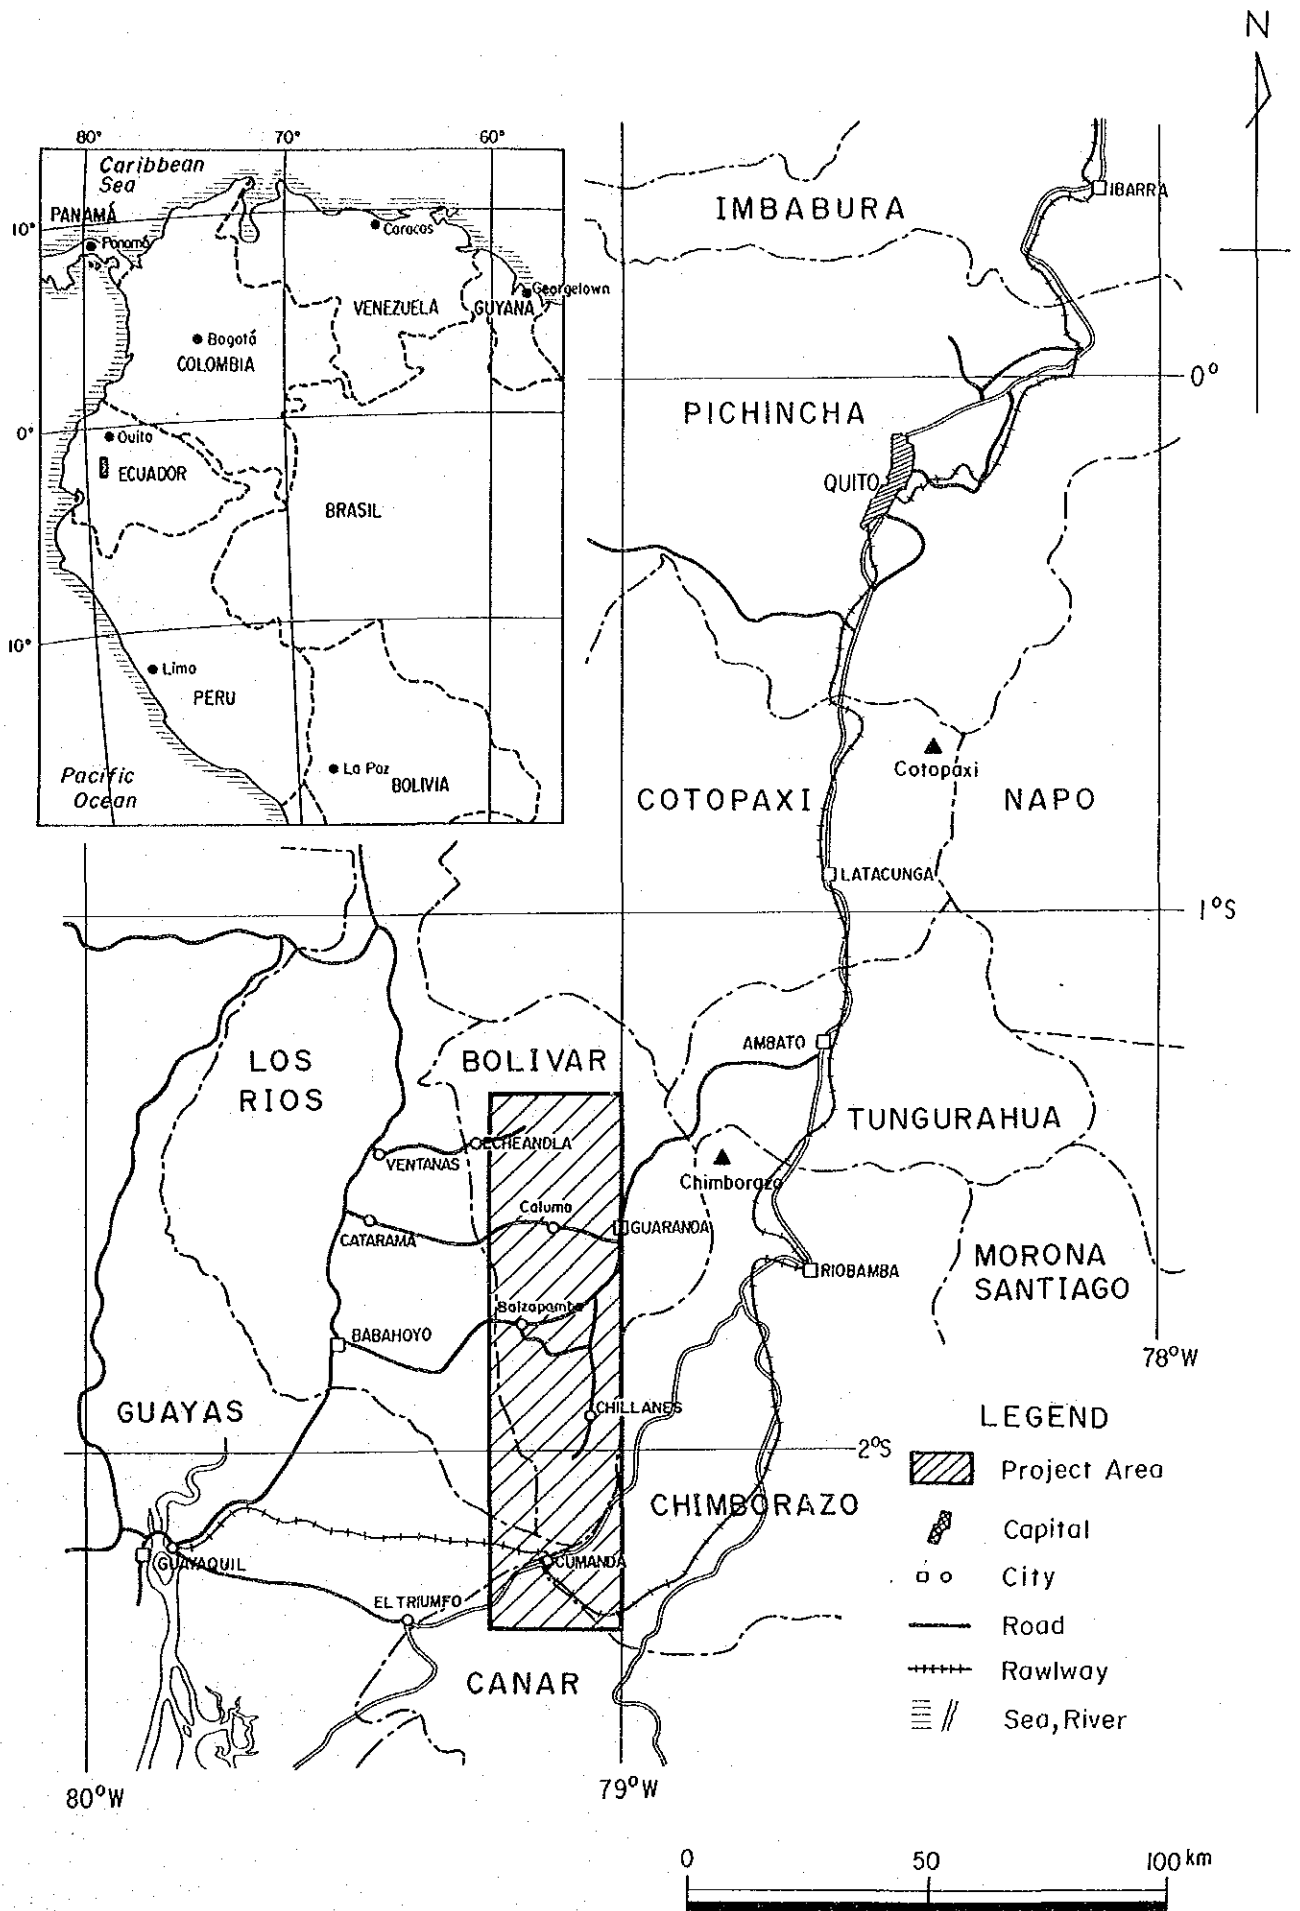 N
80°
70°
60°
Caribbean
Sea
PANAMÁ
10°
Panamá
Caracas
Georgelown
VENEZUELA
GUYANA
Bogotá
COLOMBIA
0°
Quito
ECUADOR
BRASIL
10°
Lima
PERU
La Paz
BOLIVIA
Pacific
Ocean
IBARRA
IMBABURA
0°
PICHINCHA
QUITO
Cotopaxi
COTOPAXI
NAPO
LATACUNGA
1°S
AMBATO
LOS
RIOS
BOLIVAR
TUNGURAHUA
ECHEANDLA
VENTANAS
Chimborazo
Caluma
CATARAMA
GUARANDA
MORONA
SANTIAGO
RIOBAMBA
Balzapamba
BABAHOYO
78°W
GUAYAS
CHILLANES
2°S
CHIMBORAZO
GUAYAQUIL
CUMANDA
EL TRIUMFO
CANAR
80°W
79°W
LEGEND
Project Area
Capital
City
Road
Rawlway
Sea, River
0 50 100 km